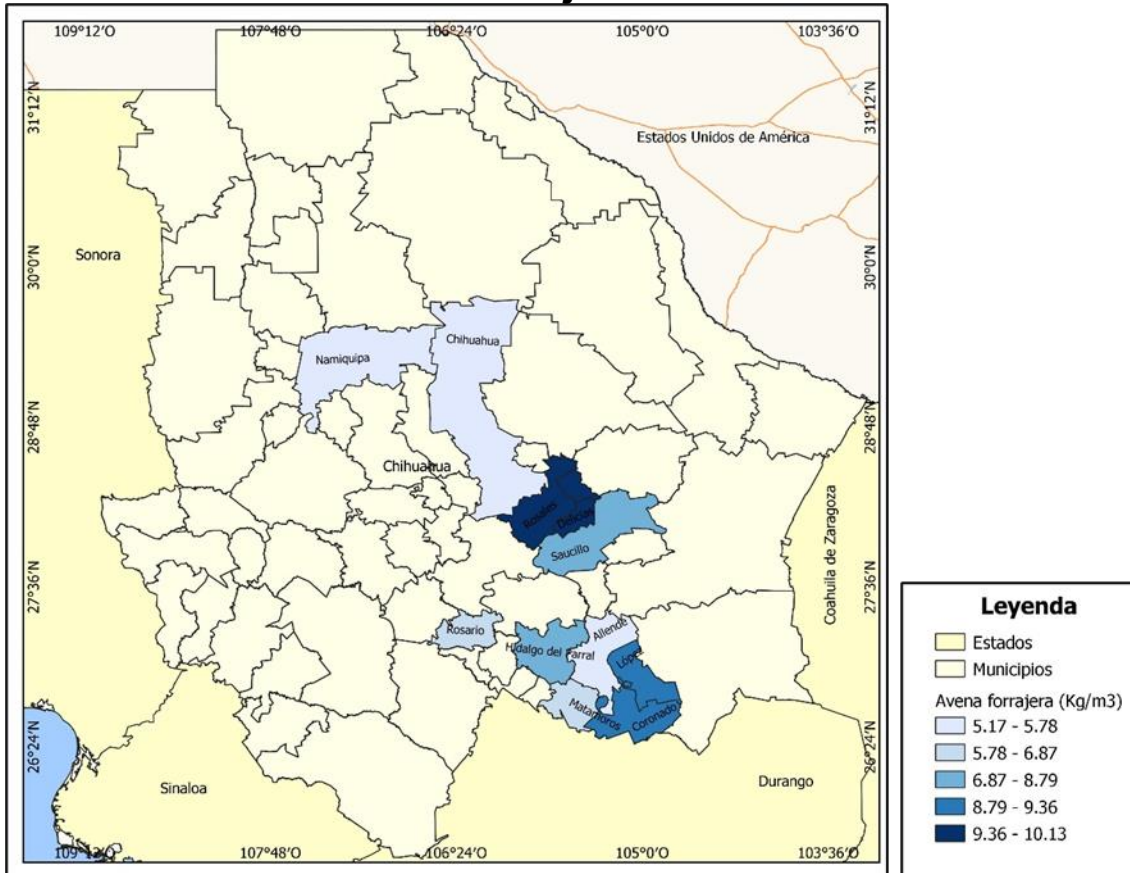 109°12'O 107°48'O 106°24'O 105°0'O 103°36'O
31°12'N 31°12'N
Estados Unidos de América
Sonora
30°0'N 30°0'N
Chihuahua
Namiquipa
28°48'N 28°48'N
Chihuahua
Rosales
Delicias
Saucillo
Coahuila de Zaragoza
27°36'N 27°36'N
Rosario
Allende
Hidalgo del Parral
López
Matamoros
Coronado
26°24'N 26°24'N
Sinaloa
Durango
109°12'O 107°48'O 106°24'O 105°0'O 103°36'O
Leyenda
Estados
Municipios
Avena forrajera (Kg/m3)
5.17 - 5.78
5.78 - 6.87
6.87 - 8.79
8.79 - 9.36
9.36 - 10.13